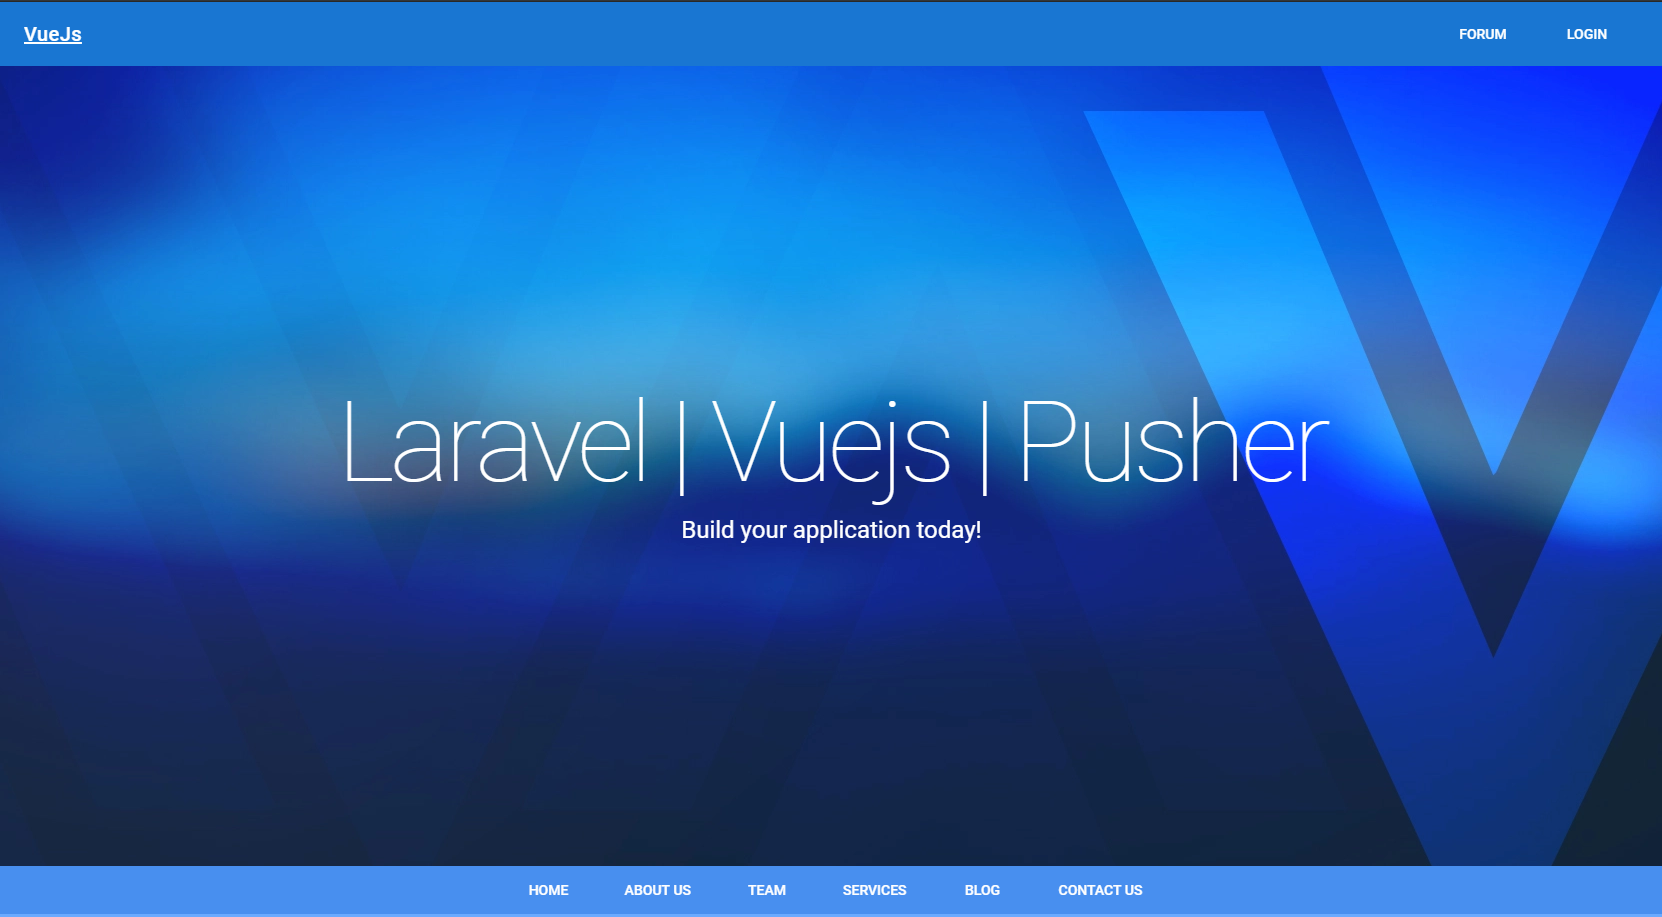 VueJs FORUM LOGIN
Laravel | Vuejs | Pusher
Build your application today!
HOME ABOUT US TEAM SERVICES BLOG CONTACT US